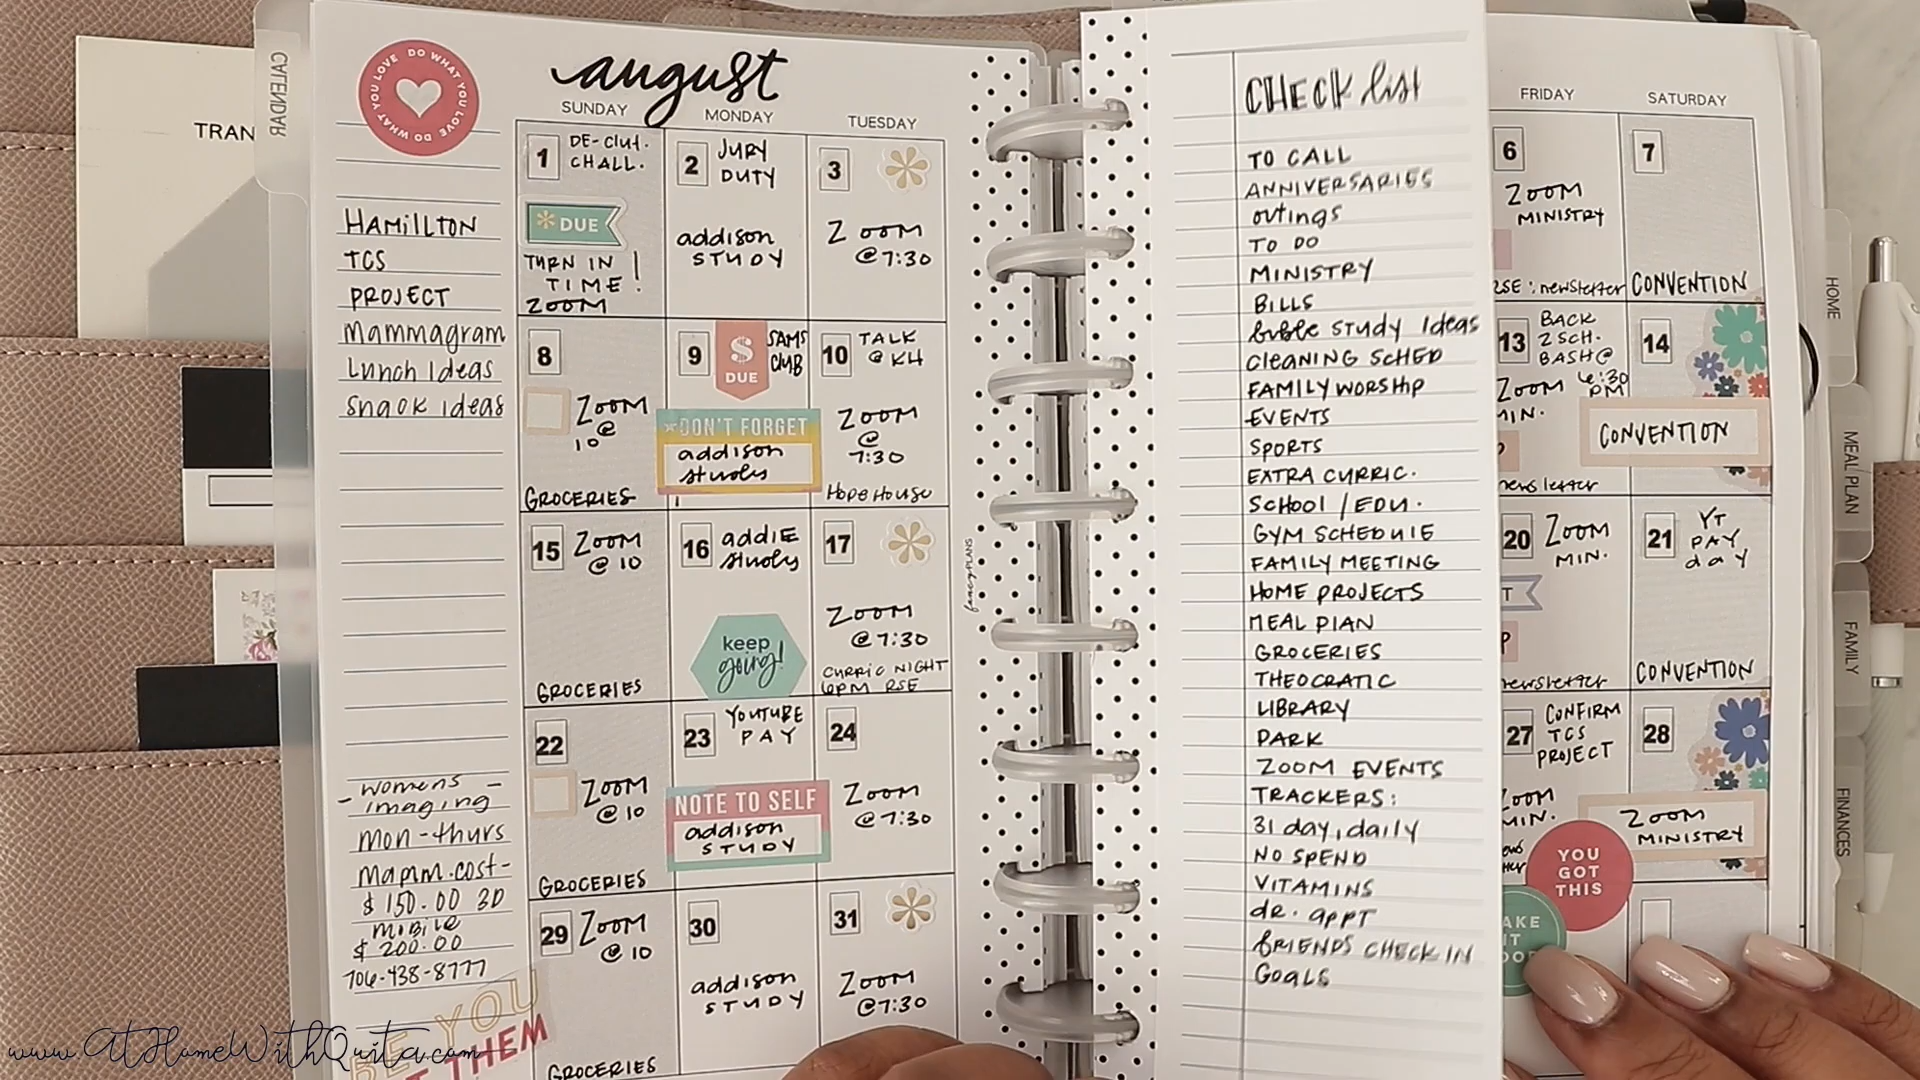 CALENDAR
TRAN
DO WHAT YOU LOVE DO WHAT YOU LOVE
august
SUNDAY
MONDAY
TUESDAY
HAMILLTON
TCS
PROJECT
Mammagram
Lunch Ideas
Snack Ideas
- womens -
imaging
mon-thurs
mamm.cost-
$ 150.00 3D
mobile
$ 200.00
706-438-8777
BE YOU
THEM
1 DE-CLUT.
CHALL.
DUE
TURN IN
TIME!
ZOOM
2 JURY
DUTY
addison
STUDY
3
ZOOM
@7:30
8
ZOOM
@
10
GROCERIES
9
$
DUE
SAMS
CLUB
DON'T FORGET
addison
study
10 TALK
@ KH
ZOOM
@
7:30
Hope House
15 ZOOM
@ 10
GROCERIES
16 addiE
study
keep
going!
17
ZOOM
@7:30
CURRIC NIGHT
6PM RSE
22
ZOOM
@ 10
GROCERIES
23 YOUTUBE
PAY
NOTE TO SELF
addison
STUDY
24
ZOOM
@7:30
29 ZOOM
@ 10
GROCERIES
30
addison
STUDY
31
ZOOM
@7:30
CHECK list
TO CALL
ANNIVERSARIES
outings
TO DO
MINISTRY
BILLS
bible study Ideas
CLEANING SCHED
FAMILY WORSHIP
EVENTS
SPORTS
EXTRA CURRIC.
SCHOOL / EDU.
GYM SCHEDULE
FAMILY MEETING
HOME PROJECTS
MEAL PLAN
GROCERIES
THEOCRATIC
LIBRARY
PARK
ZOOM EVENTS
TRACKERS:
31 day, daily
NO SPEND
VITAMINS
dr. appt
friends CHECK IN
GOALS
FRIDAY
SATURDAY
6
ZOOM
MINISTRY
RSE: newsletter
7
CONVENTION
13 BACK
2 SCH.
BASH@
6:30
PM
ZOOM
MIN.
newsletter
14
CONVENTION
20 ZOOM
MIN.
newsletter
21 YT
PAY
day
CONVENTION
27 CONFIRM
TCS
PROJECT
ZOOM
MIN.
28
ZOOM
MINISTRY
YOU
GOT
THIS
AKE
IT
HOME
MEAL PLAN
FAMILY
FINANCES
www.AtHomeWithQuita.com